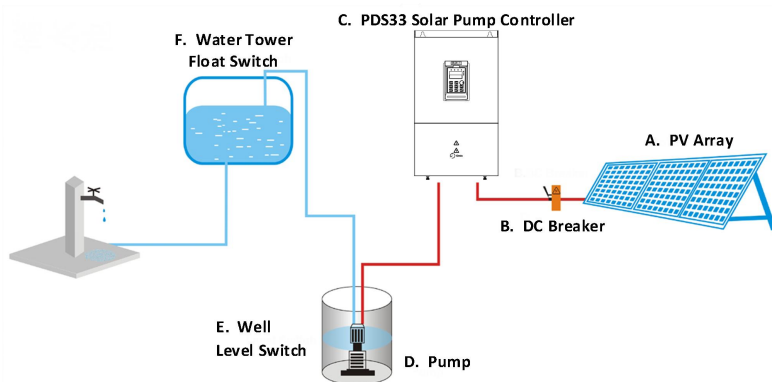 C. PDS33 Solar Pump Controller
F. Water Tower
Float Switch
A. PV Array
B. DC Breaker
E. Well
Level Switch
D. Pump